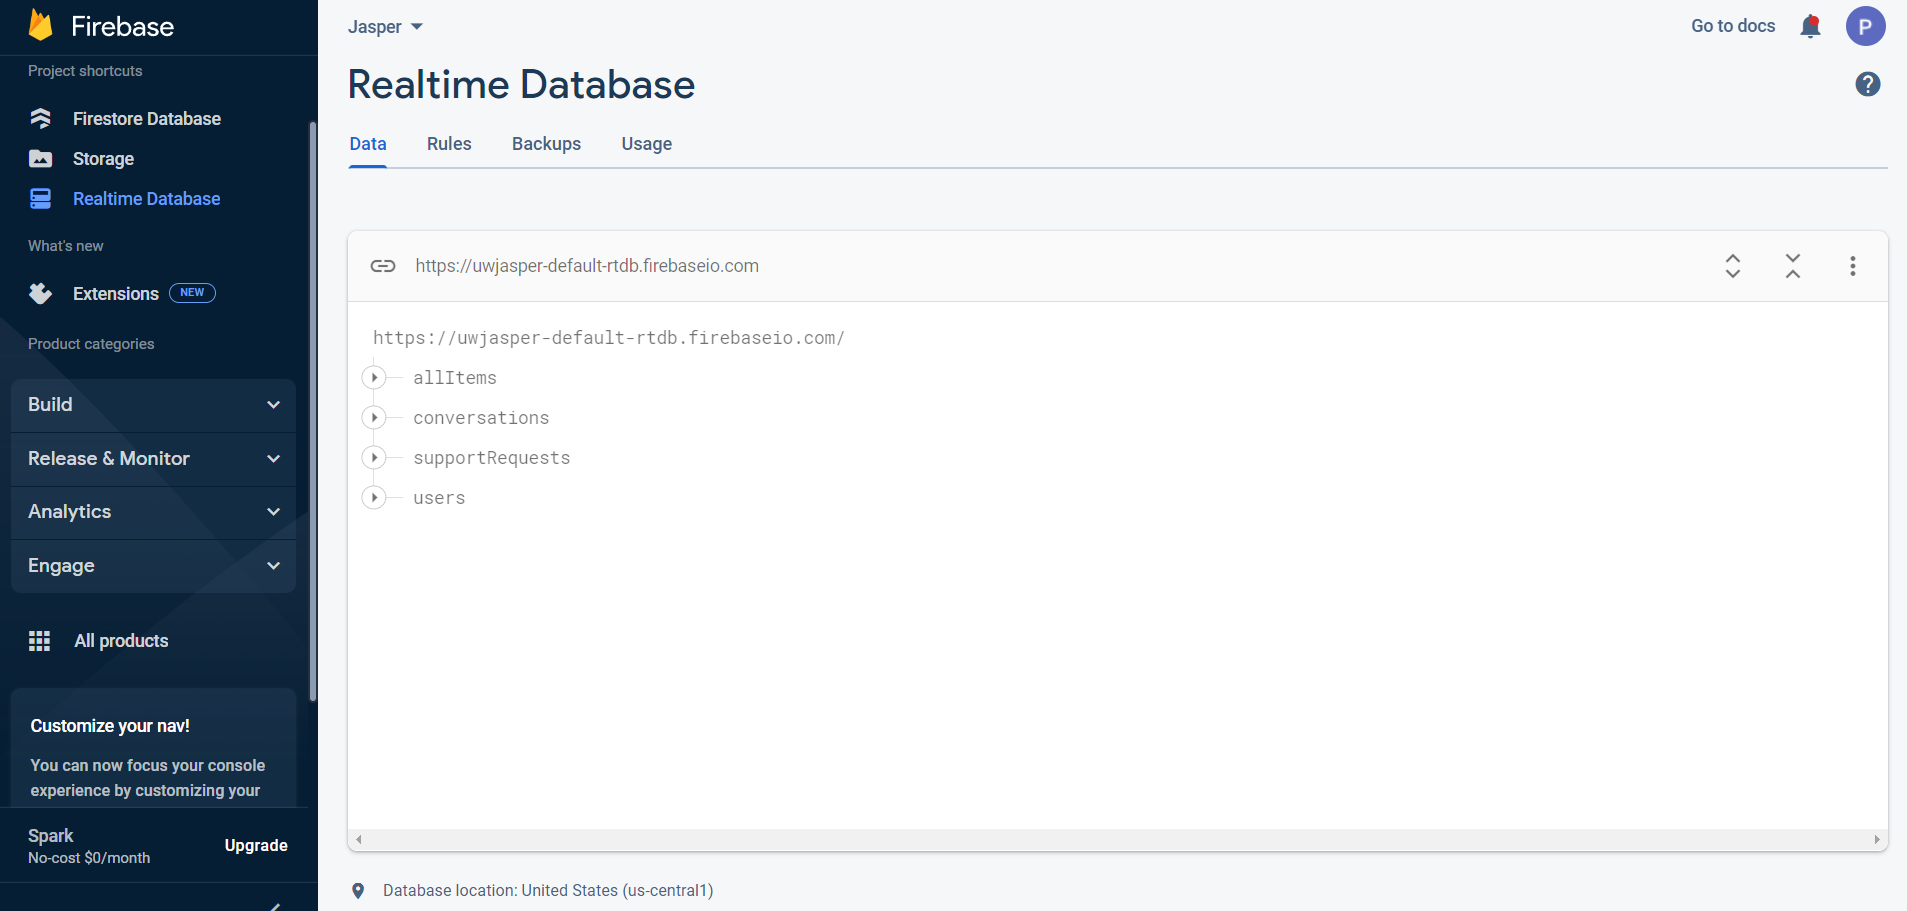 Firebase
Project shortcuts
Firestore Database
Storage
Realtime Database
What's new
Extensions NEW
Product categories
Build
Release & Monitor
Analytics
Engage
All products
Customize your nav!
You can now focus your console
experience by customizing your
Spark
No-cost $0/month
Upgrade
Jasper
Go to docs
P
Realtime Database
?
Data Rules Backups Usage
https://uwjasper-default-rtdb.firebaseio.com
https://uwjasper-default-rtdb.firebaseio.com/
allItems
conversations
supportRequests
users
Database location: United States (us-central1)